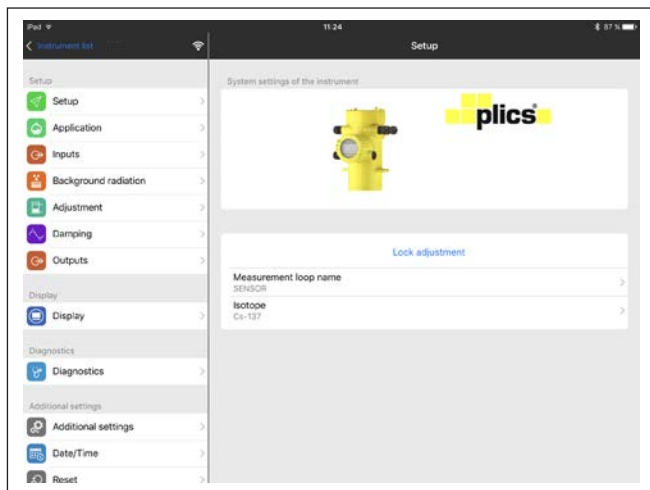 iPad
11:24
87 %
Instrument list
Setup
Setup
System settings of the instrument
Setup
Application
Inputs
Background radiation
Adjustment
Damping
Outputs
Display
Display
Diagnostics
Diagnostics
Additional settings
Additional settings
Date/Time
Reset
plics
Lock adjustment
Measurement loop name
SENSOR
Isotope
Cs-137